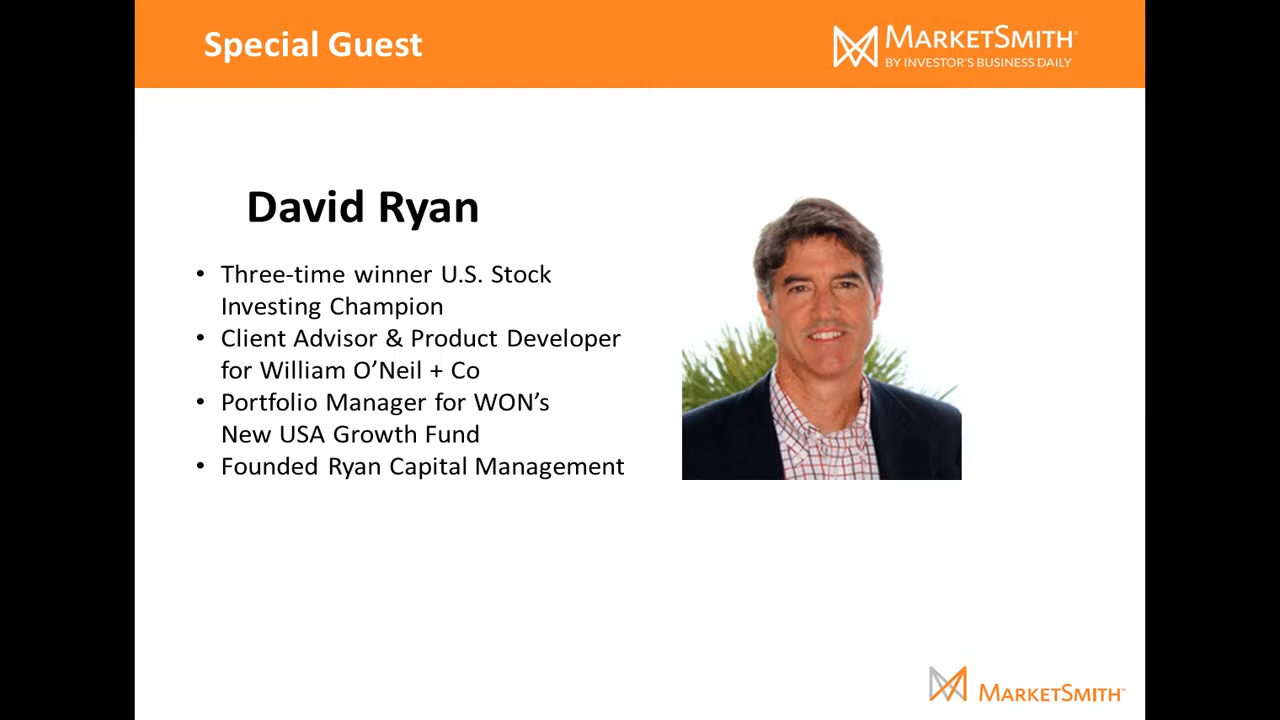 Special Guest
MARKETSMITH
BY INVESTOR'S BUSINESS DAILY
David Ryan
• Three-time winner U.S. Stock
Investing Champion
• Client Advisor & Product Developer
for William O’Neil + Co
• Portfolio Manager for WON’s
New USA Growth Fund
• Founded Ryan Capital Management
MARKETSMITH™